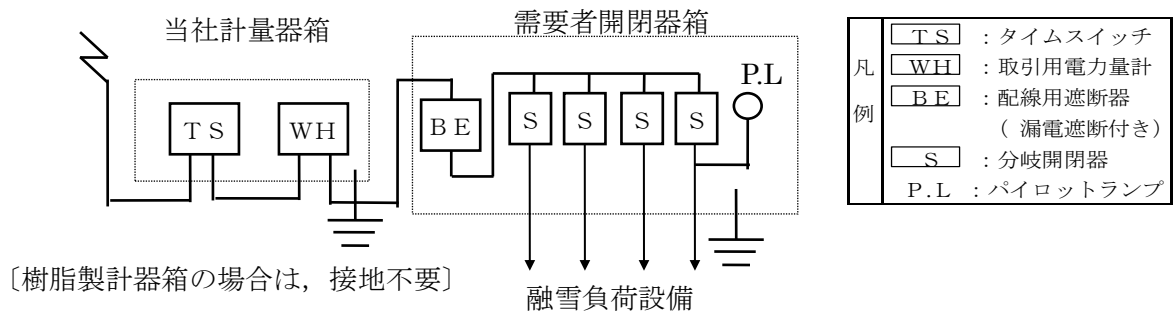 当社計量器箱
需要者開閉器箱
ＴＳ
ＷＨ
ＢＥ
Ｓ
Ｓ
Ｓ
Ｓ
P.L
〔樹脂製計器箱の場合は，接地不要〕
融雪負荷設備
凡例
ＴＳ ：タイムスイッチ
ＷＨ ：取引用電力量計
ＢＥ ：配線用遮断器
（ 漏電遮断付き）
Ｓ ：分岐開閉器
Ｐ.Ｌ ：パイロットランプ